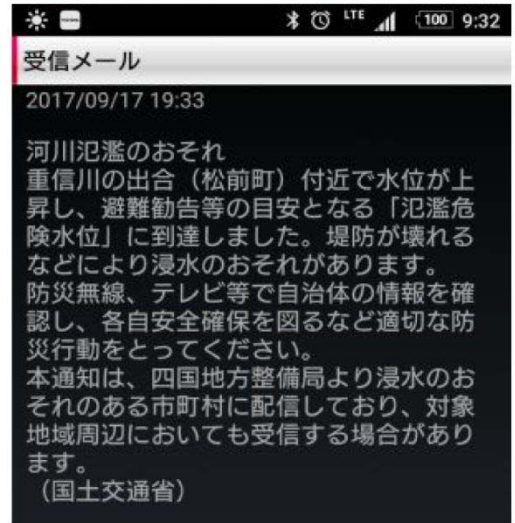 LTE 100 9:32
受信メール
2017/09/17 19:33
河川氾濫のおそれ
重信川の出合（松前町）付近で水位が上
昇し、避難勧告等の目安となる「氾濫危
険水位」に到達しました。堤防が壊れる
などにより浸水のおそれがあります。
防災無線、テレビ等で自治体の情報を確
認し、各自安全確保を図るなど適切な防
災行動をとってください。
本通知は、四国地方整備局より浸水のお
それのある市町村に配信しており、対象
地域周辺においても受信する場合があり
ます。
（国土交通省）